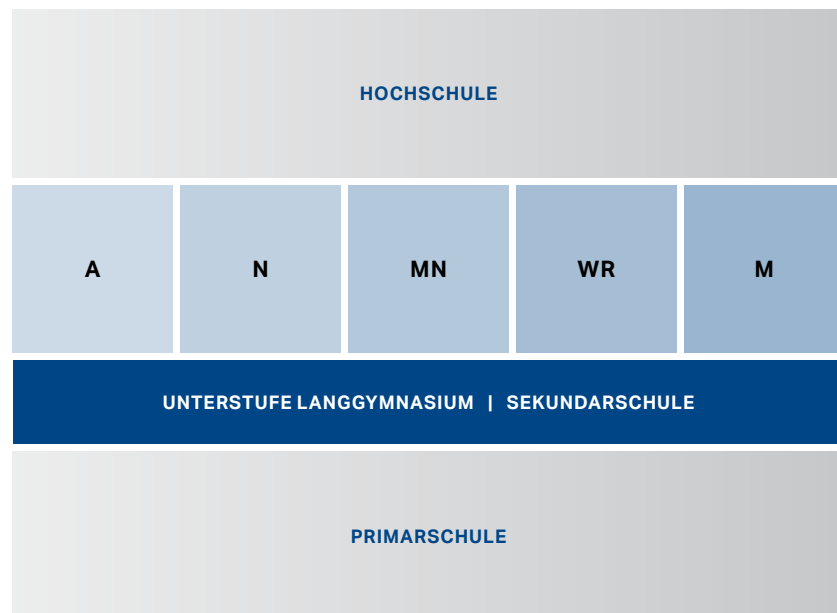 HOCHSCHULE
A N MN WR M
UNTERSTUFE LANGGYMNASIUM | SEKUNDARSCHULE
PRIMARSCHULE